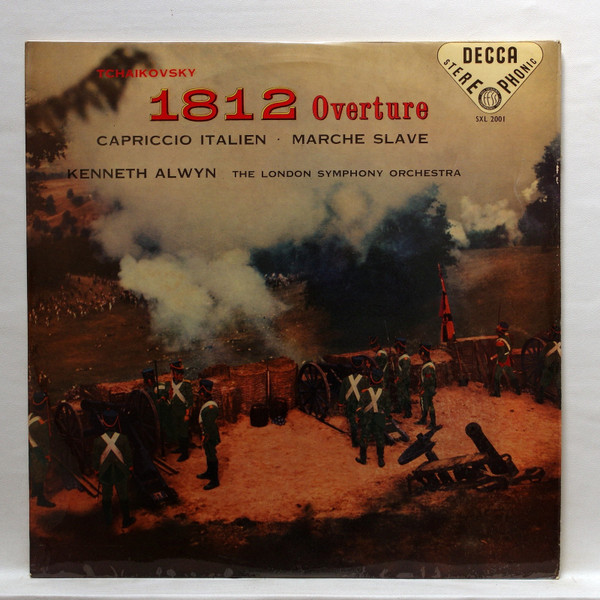 DECCA
STEREOPHONIC
SXL 2001
TCHAIKOVSKY
1812 Overture
CAPRICCIO ITALIEN · MARCHE SLAVE
KENNETH ALWYN THE LONDON SYMPHONY ORCHESTRA